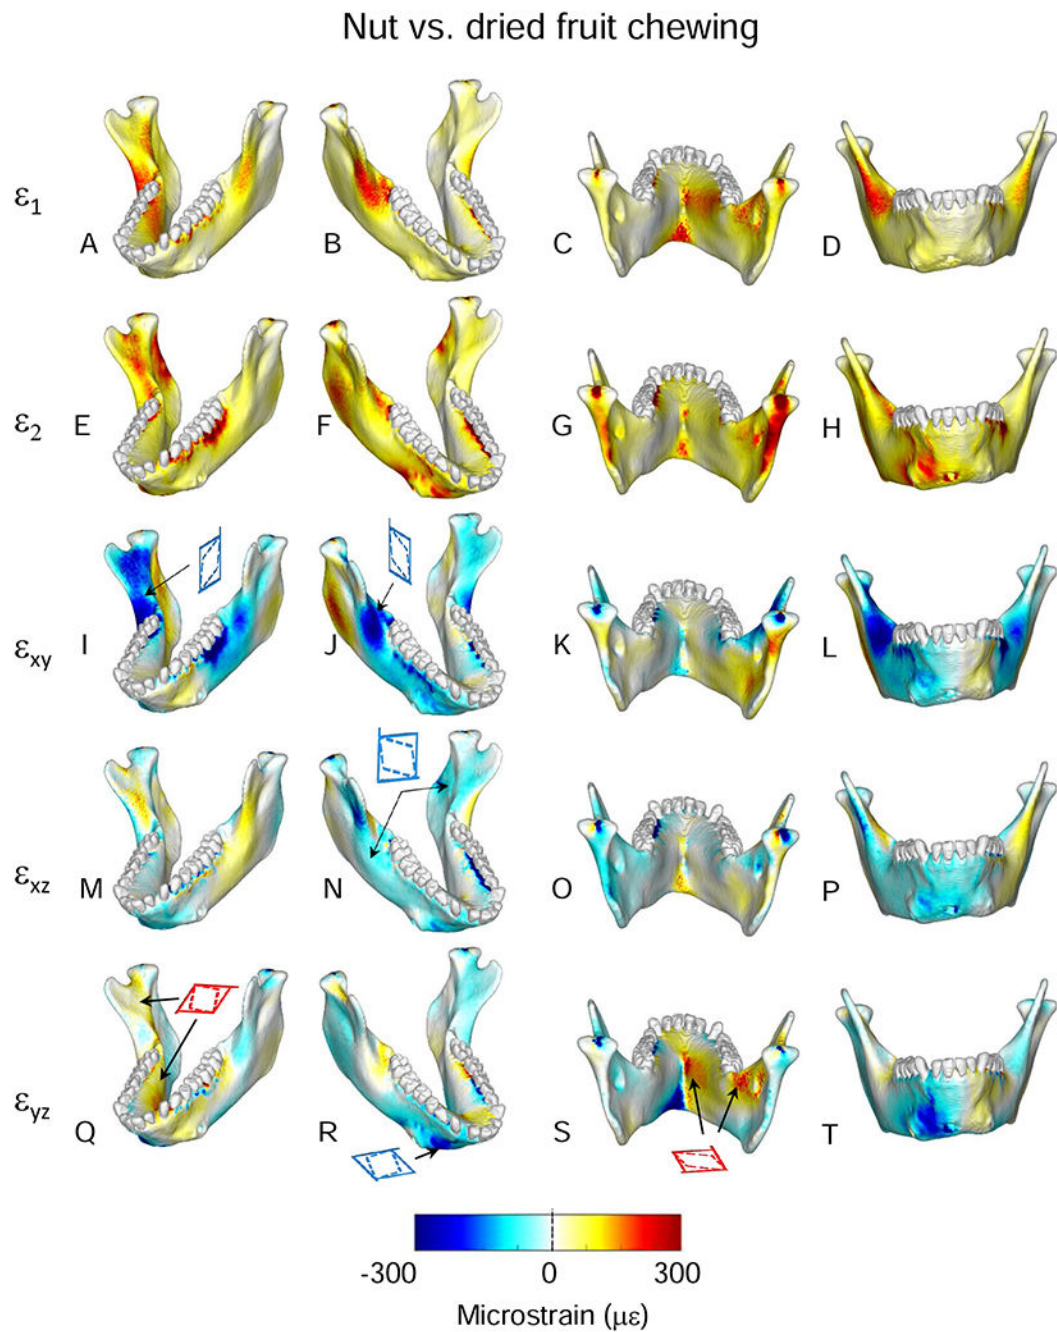 Nut vs. dried fruit chewing
ε1
A B C D
ε2
E F G H
εxy
I J K L
εxz
M N O P
εyz
Q R S T
-300 0 300
Microstrain (με)